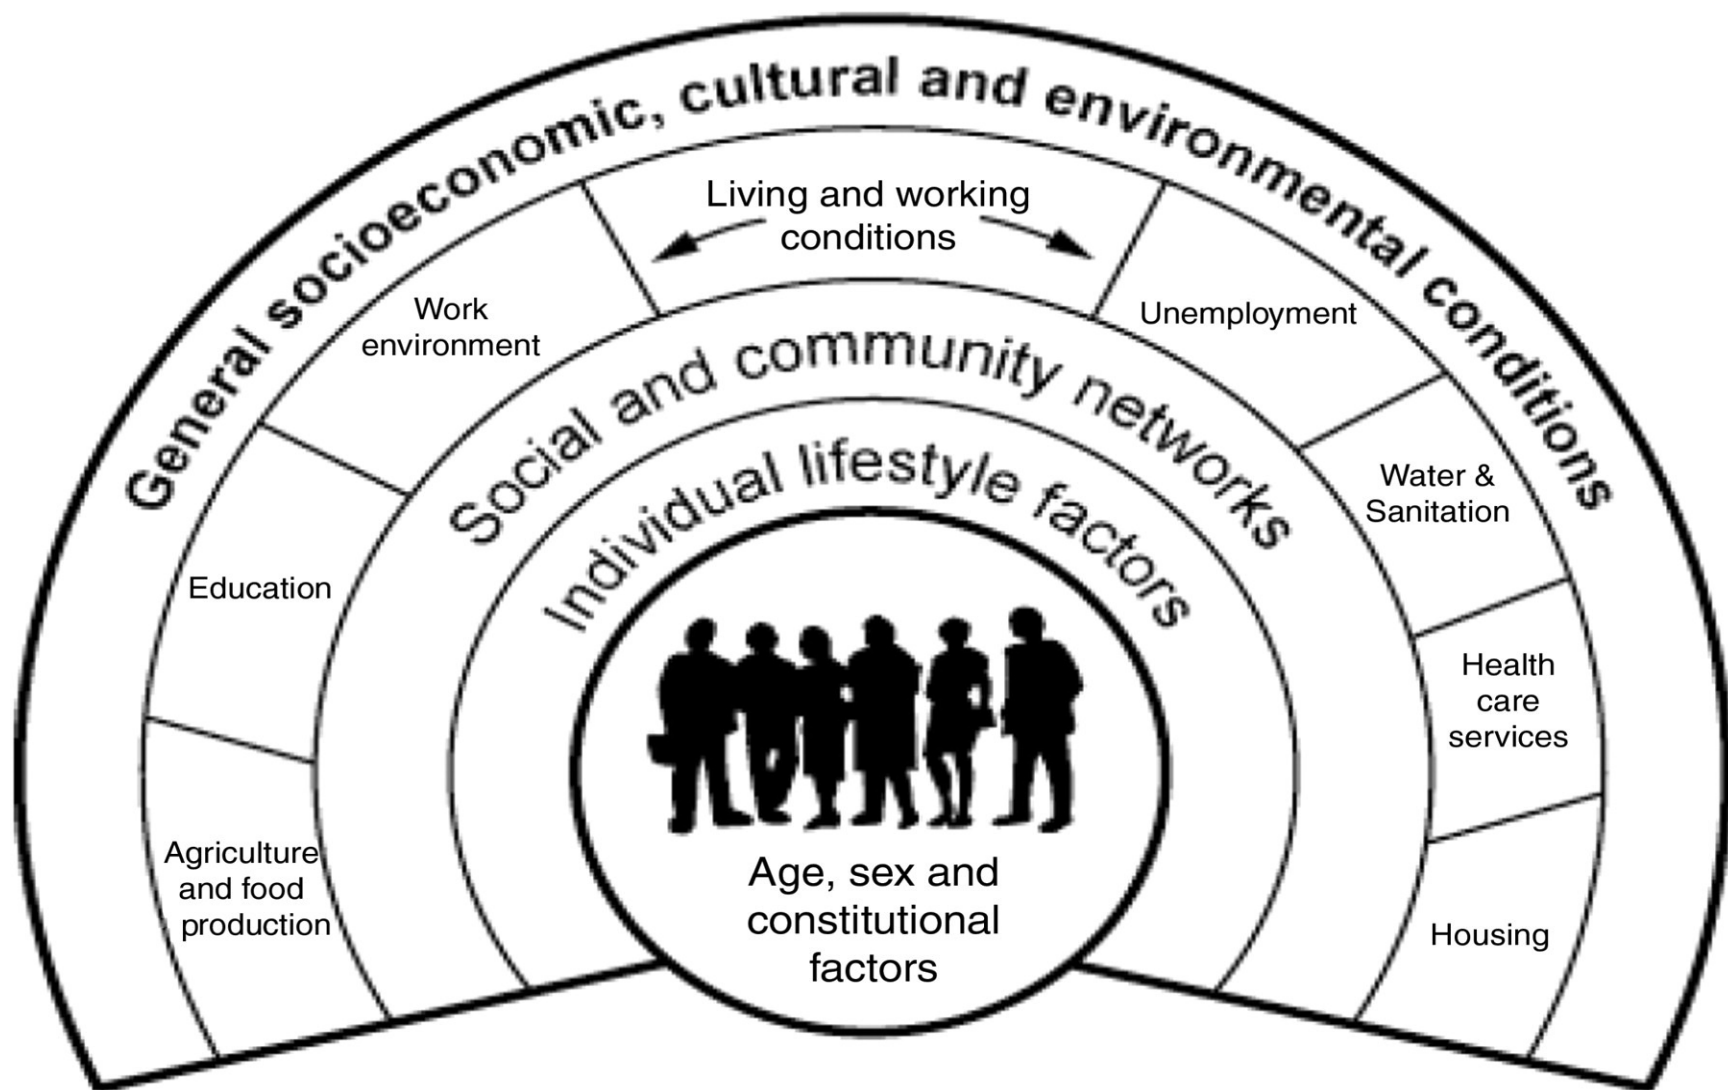 General socioeconomic, cultural and environmental conditions
Living and working
conditions
Work
environment
Unemployment
Social and community networks
Individual lifestyle factors
Water &
Sanitation
Education
Health
care
services
Agriculture
and food
production
Housing
Age, sex and
constitutional
factors